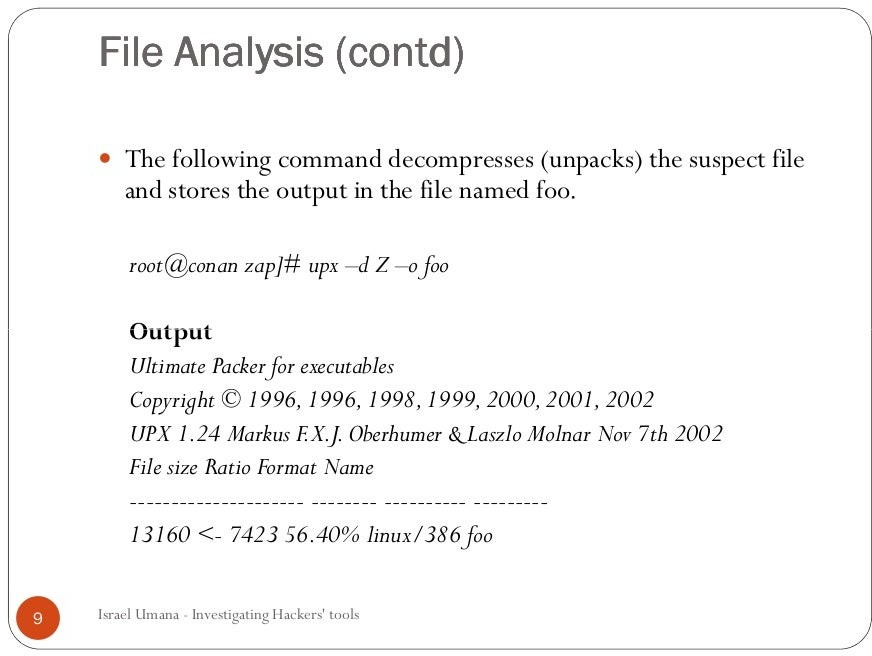 File Analysis (contd)
• The following command decompresses (unpacks) the suspect file
and stores the output in the file named foo.
root@conan zap]# upx –d Z –o foo
Output
Ultimate Packer for executables
Copyright © 1996, 1996, 1998, 1999, 2000, 2001, 2002
UPX 1.24 Markus F.X.J. Oberhumer & Laszlo Molnar Nov 7th 2002
File size Ratio Format Name
--------------------- -------- ---------- ---------
13160 <- 7423 56.40% linux/386 foo
9 Israel Umana - Investigating Hackers' tools